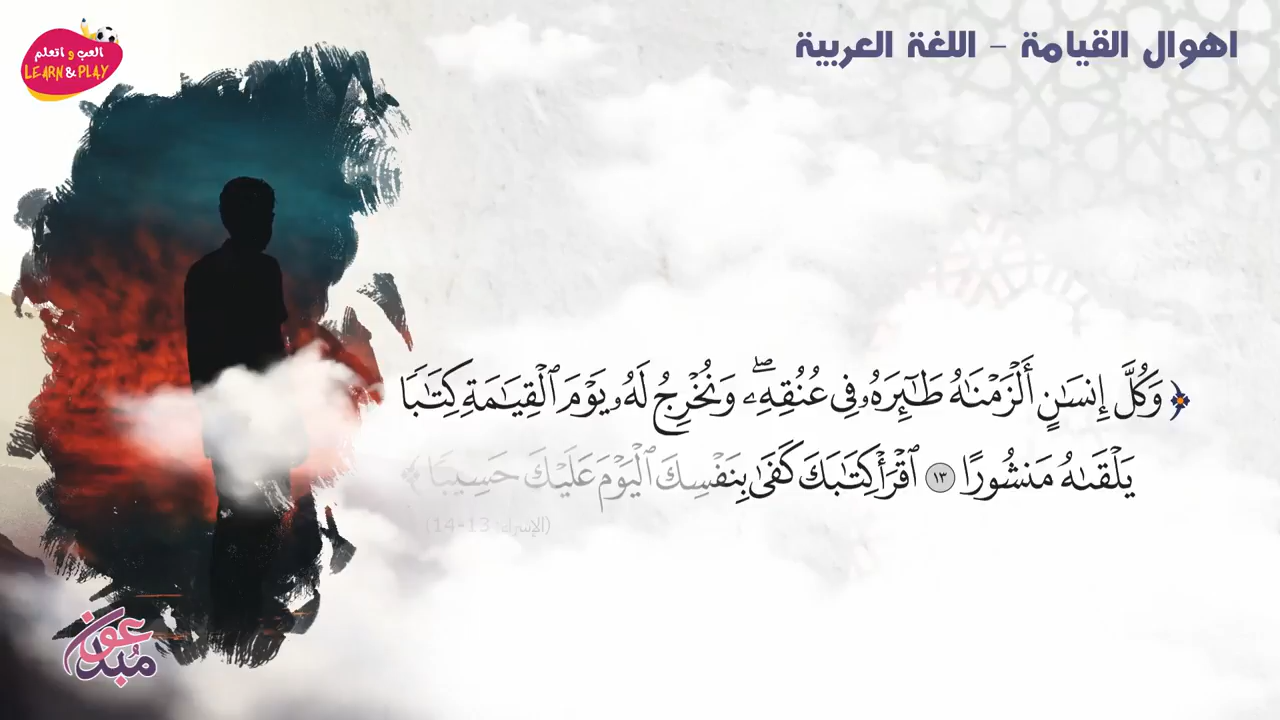 اهوال القيامة - اللغة العربية
العب و اتعلم
LEARN & PLAY
وَكُلَّ إِنسَـٰنٍ أَلْزَمْنَـٰهُ طَـٰٓئِرَهُۥ فِى عُنُقِهِۦ ۖ وَنُخْرِجُ لَهُۥ يَوْمَ ٱلْقِيَـٰمَةِ كِتَـٰبًا
يَلْقَىٰهُ مَنشُورًا ١٣ ٱقْرَأْ كِتَـٰبَكَ كَفَىٰ بِنَفْسِكَ ٱلْيَوْمَ عَلَيْكَ حَسِيبًا ﴾
(الإسراء: 13-14)
مُبدعون